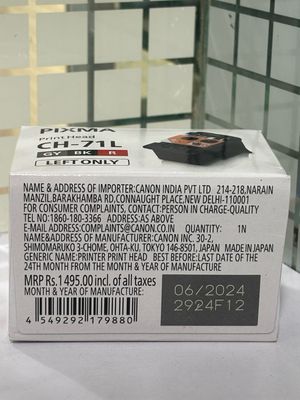 PIXMA
Print Head
CH-71L
GY BK R
LEFT ONLY
NAME & ADDRESS OF IMPORTER:CANON INDIA PVT LTD 214-218,NARAIN
MANZIL,BARAKHAMBA RD,CONNAUGHT PLACE,NEW DELHI-110001
FOR CONSUMER COMPLAINTS, CONTACT:PERSON IN CHARGE-QUALITY
TEL NO:1860-180-3366 ADDRESS:AS ABOVE
E-MAIL ADDRESS:COMPLAINTS@CANON.CO.IN QUANTITY: 1N
NAME&ADDRESS OF MANUFACTURER:CANON INC. 30-2,
SHIMOMARUKO 3-CHOME, OHTA-KU, TOKYO 146-8501, JAPAN MADE IN JAPAN
GENERIC NAME:PRINTER PRINT HEAD BEST BEFORE:LAST DATE OF THE
24TH MONTH FROM THE MONTH & YEAR OF MANUFACTURE
MRP Rs.1495.00 incl. of all taxes
MONTH & YEAR OF MANUFACTURE:
06/2024
2924F12
4 549292 179880